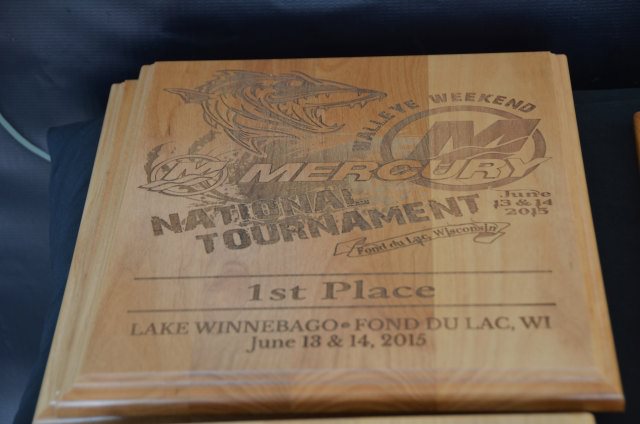 WALLEYE WEEKEND
MERCURY
NATIONAL
TOURNAMENT
June
13 & 14
2015
Fond du Lac, Wisconsin
1st Place
LAKE WINNEBAGO • FOND DU LAC, WI
June 13 & 14, 2015